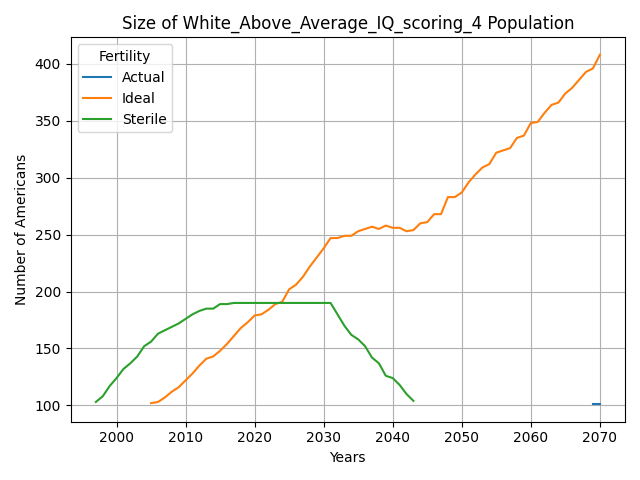 Size of White_Above_Average_IQ_scoring_4 Population
Fertility
Actual
Ideal
Sterile
Number of Americans
400
350
300
250
200
150
100
2000 2010 2020 2030 2040 2050 2060 2070
Years